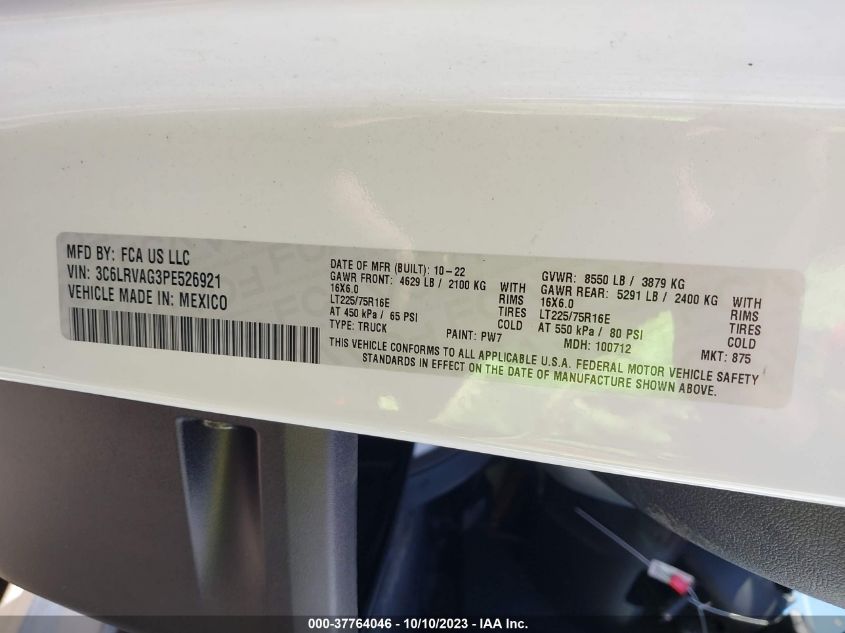 MFD BY: FCA US LLC
VIN: 3C6LRVAG3PE526921
VEHICLE MADE IN: MEXICO
DATE OF MFR (BUILT): 10-22 GVWR: 8550 LB / 3879 KG
GAWR FRONT: 4629 LB / 2100 KG WITH GAWR REAR: 5291 LB / 2400 KG WITH
16X6.0 RIMS 16X6.0 RIMS
LT225/75R16E TIRES LT225/75R16E TIRES
AT 450 kPa / 65 PSI COLD AT 550 kPa / 80 PSI COLD
TYPE: TRUCK PAINT: PW7 MDH: 100712 MKT: 875
THIS VEHICLE CONFORMS TO ALL APPLICABLE U.S.A. FEDERAL MOTOR VEHICLE SAFETY
STANDARDS IN EFFECT ON THE DATE OF MANUFACTURE SHOWN ABOVE.
000-37764046 - 10/10/2023 - IAA Inc.